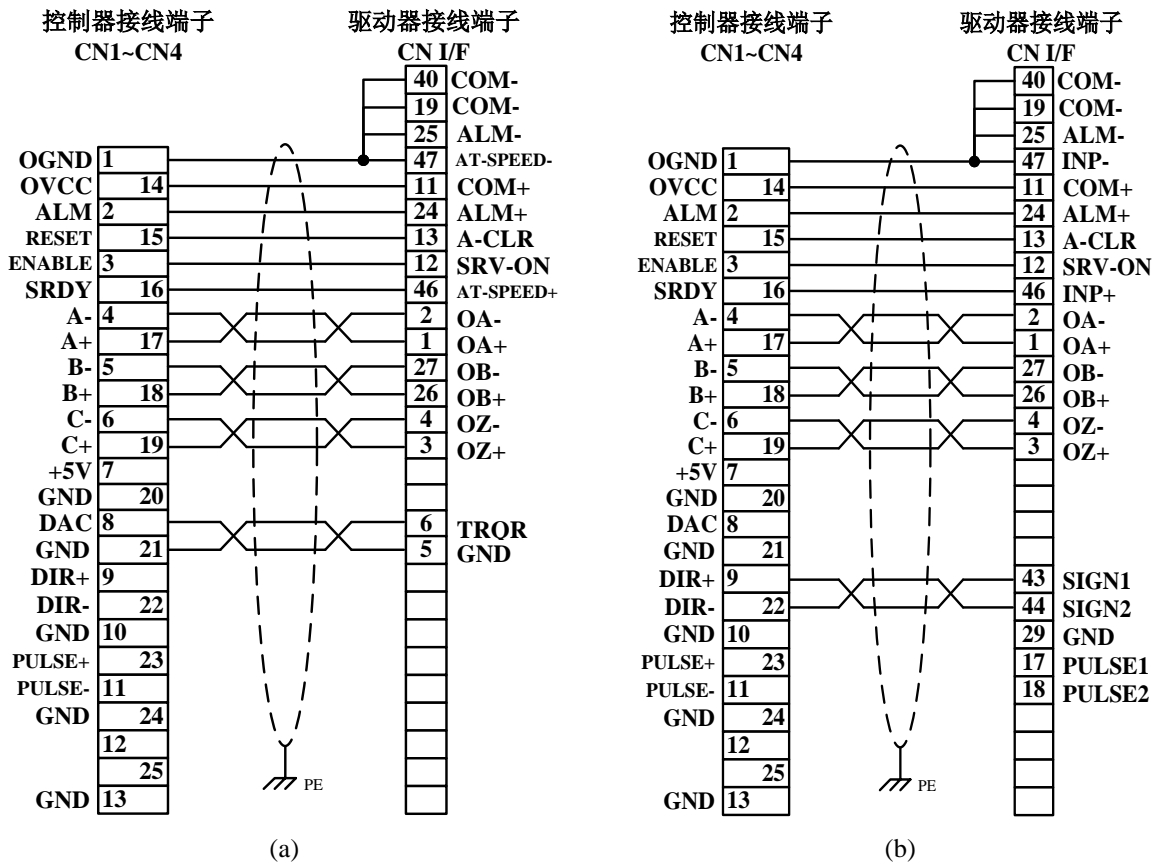 控制器接线端子 驱动器接线端子
CN1~CN4 CN I/F
40 COM-
19 COM-
25 ALM-
OGND 1 47 AT-SPEED-
OVCC 14 11 COM+
ALM 2 24 ALM+
RESET 15 13 A-CLR
ENABLE 3 12 SRV-ON
SRDY 16 46 AT-SPEED+
A- 4 2 OA-
A+ 17 1 OA+
B- 5 27 OB-
B+ 18 26 OB+
C- 6 4 OZ-
C+ 19 3 OZ+
+5V 7
GND 20
DAC 8 6 TRQR
GND 21 5 GND
DIR+ 9
DIR- 22
GND 10
PULSE+ 23
PULSE- 11
GND 24
12
25
GND 13
PE
(a)
控制器接线端子 驱动器接线端子
CN1~CN4 CN I/F
40 COM-
19 COM-
25 ALM-
OGND 1 47 INP-
OVCC 14 11 COM+
ALM 2 24 ALM+
RESET 15 13 A-CLR
ENABLE 3 12 SRV-ON
SRDY 16 46 INP+
A- 4 2 OA-
A+ 17 1 OA+
B- 5 27 OB-
B+ 18 26 OB+
C- 6 4 OZ-
C+ 19 3 OZ+
+5V 7
GND 20
DAC 8
GND 21
DIR+ 9 43 SIGN1
DIR- 22 44 SIGN2
GND 10 29 GND
PULSE+ 23 17 PULSE1
PULSE- 11 18 PULSE2
GND 24
12
25
GND 13
PE
(b)